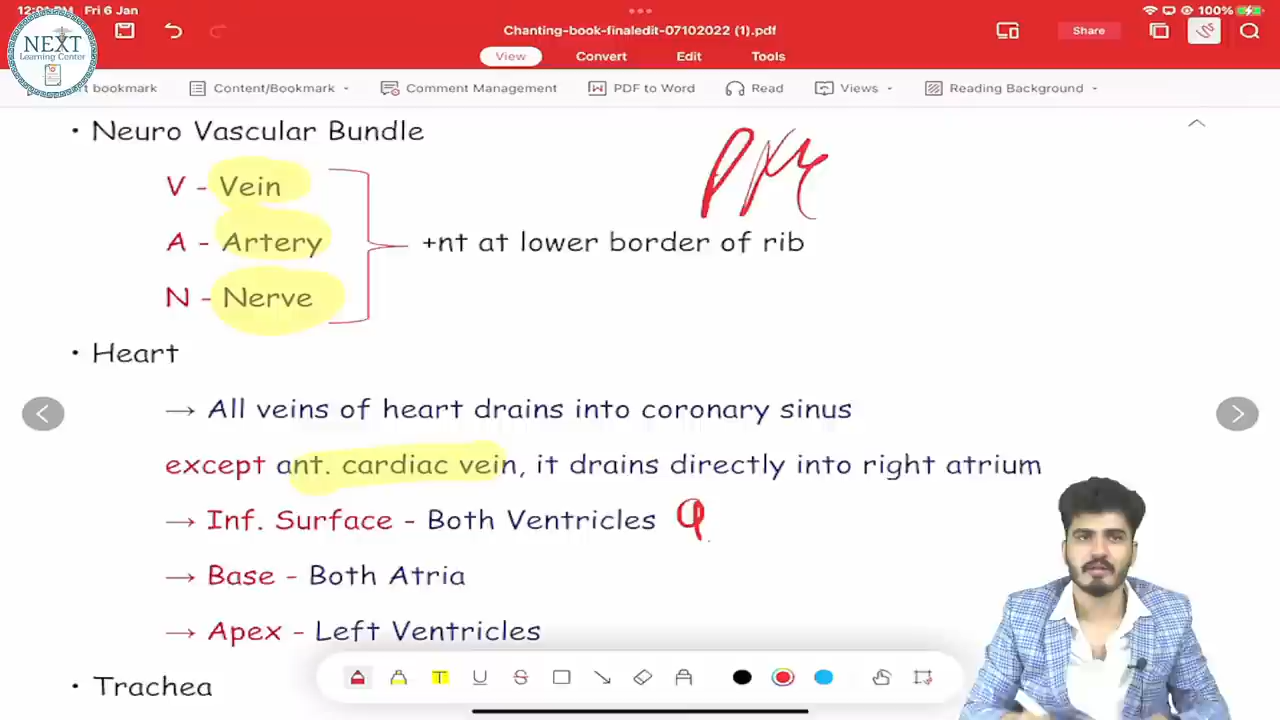 12:01 Fri 6 Jan
100%
NEXT
Learning Center
Chanting-book-finaledit-07102022 (1).pdf
Share
View Convert Edit Tools
bookmark Content/Bookmark Comment Management PDF to Word Read Views Reading Background
• Neuro Vascular Bundle
V - Vein
A - Artery
+nt at lower border of rib
N - Nerve
• Heart
→ All veins of heart drains into coronary sinus
except ant. cardiac vein, it drains directly into right atrium
→ Inf. Surface - Both Ventricles
→ Base - Both Atria
→ Apex - Left Ventricles
• Trachea